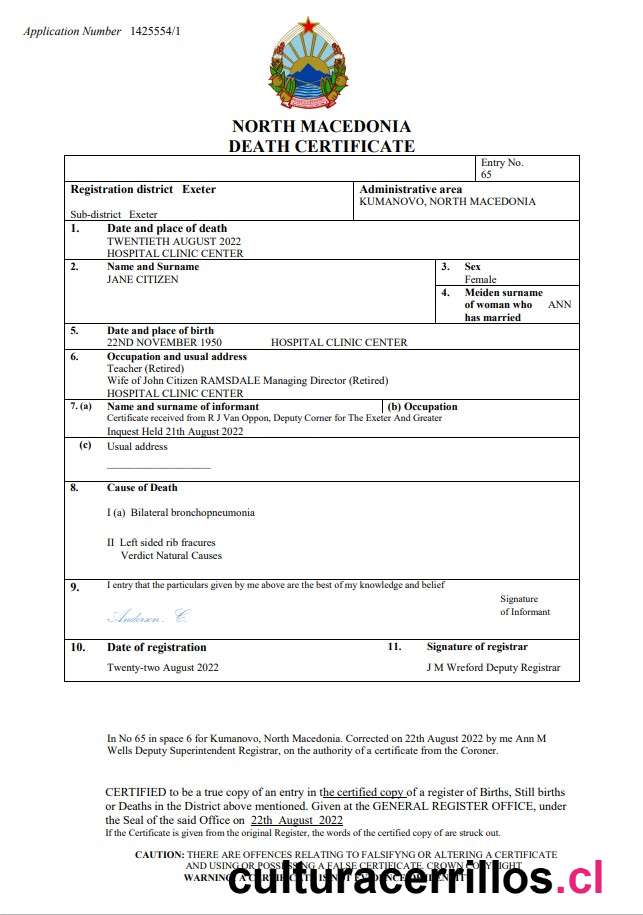 Application Number 1425554/1
NORTH MACEDONIA
DEATH CERTIFICATE
Entry No.
65
Registration district Exeter
Administrative area
KUMANOVO, NORTH MACEDONIA
Sub-district Exeter
1. Date and place of death
TWENTIETH AUGUST 2022
HOSPITAL CLINIC CENTER
2. Name and Surname
JANE CITIZEN
3. Sex
Female
4. Meiden surname
of woman who ANN
has married
5. Date and place of birth
22ND NOVEMBER 1950 HOSPITAL CLINIC CENTER
6. Occupation and usual address
Teacher (Retired)
Wife of John Citizen RAMSDALE Managing Director (Retired)
HOSPITAL CLINIC CENTER
7. (a) Name and surname of informant (b) Occupation
Certificate received from R J Van Oppon, Deputy Corner for The Exeter And Greater
Inquest Held 21th August 2022
(c) Usual address
8. Cause of Death
I (a) Bilateral bronchopneumonia
II Left sided rib fracures
Verdict Natural Causes
9. I entry that the particulars given by me above are the best of my knowledge and belief
Signature
of Informant
Anderson . C.
10. Date of registration 11. Signature of registrar
Twenty-two August 2022 J M Wreford Deputy Registrar
In No 65 in space 6 for Kumanovo, North Macedonia. Corrected on 22th August 2022 by me Ann M
Wells Deputy Superintendent Registrar, on the authority of a certificate from the Coroner.
CERTIFIED to be a true copy of an entry in the certified copy of a register of Births, Still births
or Deaths in the District above mentioned. Given at the GENERAL REGISTER OFFICE, under
the Seal of the said Office on 22th August 2022
If the Certificate is given from the original Register, the words of the certified copy of are struck out.
CAUTION: THERE ARE OFFENCES RELATING TO FALSIFYNG OR ALTERING A CERTIFICATE
AND USING OR POSSESSING A FALSE CERTIFICATE. CROWN COPYRIGHT
WARNING: A CERTIFICATE IS NOT EVIDENCE OF IDENTITY
culturacerrillos.cl